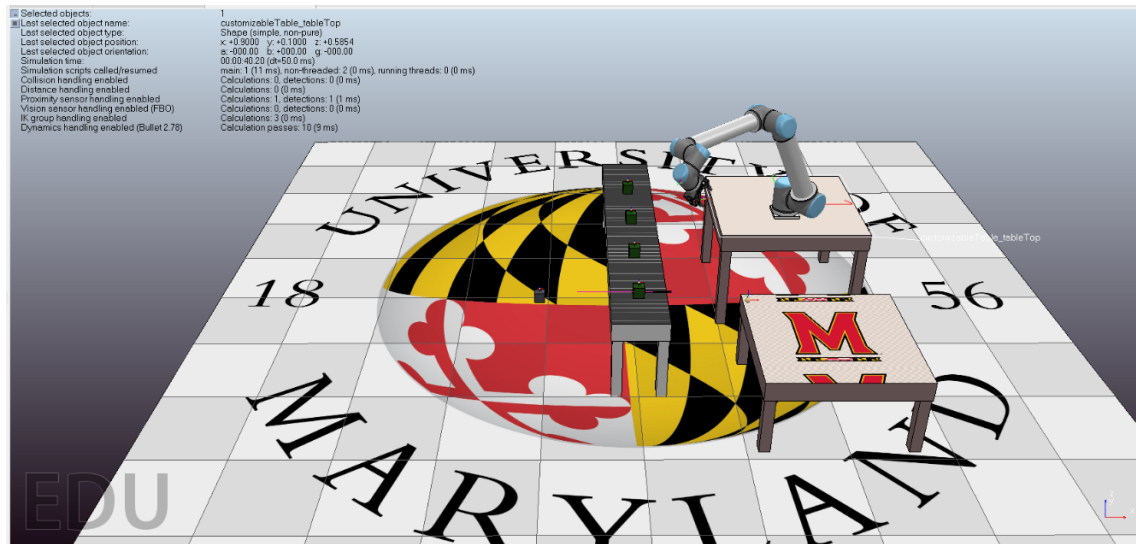 Selected objects: 1
Last selected object name: customizableTable_tableTop
Last selected object type: Shape (simple, non-pure)
Last selected object position: x: +0.9000 y: +0.1000 z: +0.5854
Last selected object orientation: a: -000.00 b: +000.00 g: -000.00
Simulation time: 00:00:40.20 (dt=50.0 ms)
Simulation scripts called/resumed main: 1 (11 ms), non-threaded: 2 (0 ms), running threads: 0 (0 ms)
Collision handling enabled Calculations: 0, detections: 0 (0 ms)
Distance handling enabled Calculations: 0 (0 ms)
Proximity sensor handling enabled Calculations: 1, detections: 1 (1 ms)
Vision sensor handling enabled (FBO) Calculations: 0, detections: 0 (0 ms)
IK group handling enabled Calculations: 3 (0 ms)
Dynamics handling enabled (Bullet 2.78) Calculation passes: 10 (9 ms)
UNIVERSITY OF
customizableTable_tableTop
18 56
M
M
MARYLAND
EDU